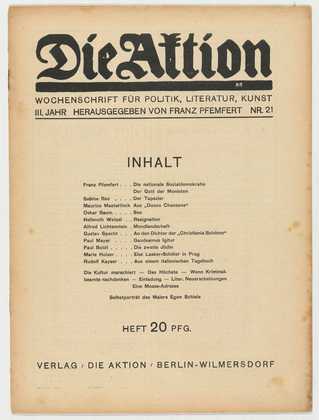 Die Aktion
WOCHENSCHRIFT FÜR POLITIK, LITERATUR, KUNST
III. JAHR HERAUSGEGEBEN VON FRANZ PFEMFERT NR. 21
INHALT
Franz Pfemfert . . . Die nationale Sozialdemokratie
Der Gott der Monisten
Sabine Ree . . . . Der Tapezier
Maurice Maeterlinck Aus „Douze Chansons“
Oskar Baum . . . . See
Hellmuth Wetzel . . Resignation
Alfred Lichtenstein . Mondlandschaft
Gustav Specht . . . An den Dichter der „Christiania Bohême“
Paul Mayer . . . . Gaudeamus Igitur
Paul Boldt . . . . . Die zweite Jüdin
Marie Holzer . . . . Else Lasker-Schüler in Prag
Rudolf Kayser . . . Aus einem italienischen Tagebuch
Die Kultur marschiert — Das Höchste — Wenn Kriminal-
beamte nachdenken — Einladung — Liter. Neuerscheinungen
Eine Mosse-Adresse
Selbstporträt des Malers Egon Schiele
HEFT 20 PFG.
VERLAG / DIE AKTION / BERLIN-WILMERSDORF